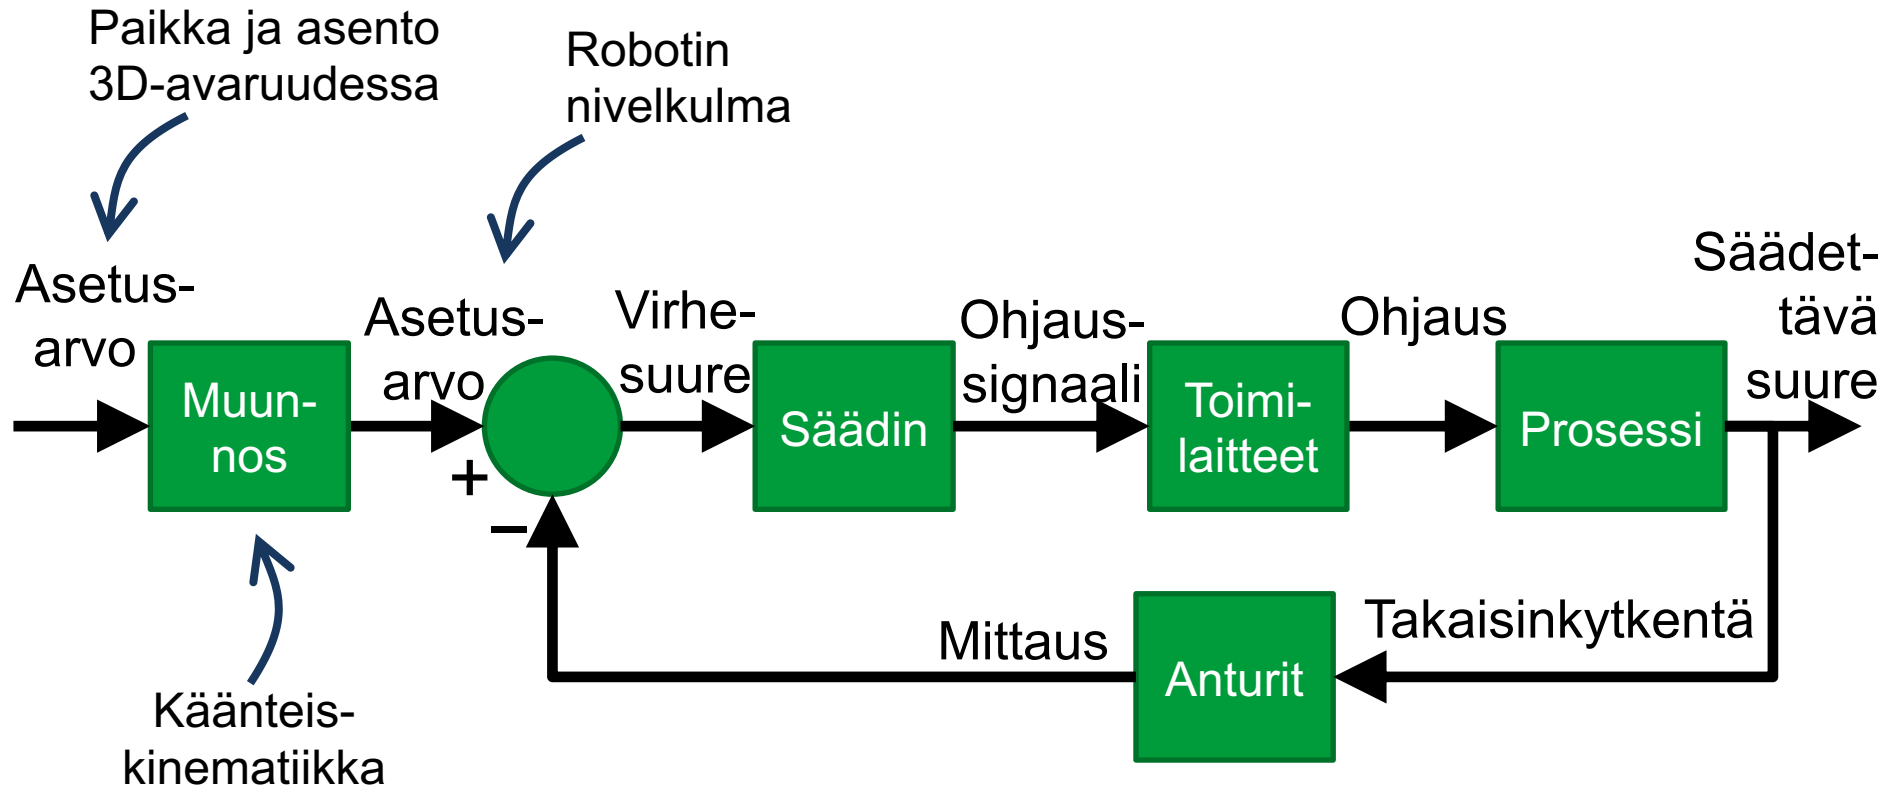 Paikka ja asento
3D-avaruudessa
Robotin
nivelkulma
Asetus-
arvo
Muun-
nos
Asetus-
arvo
+
–
Virhe-
suure
Säädin
Ohjaus-
signaali
Toimi-
laitteet
Ohjaus
Prosessi
Säädet-
tävä
suure
Takaisinkytkentä
Anturit
Mittaus
Käänteis-
kinematiikka